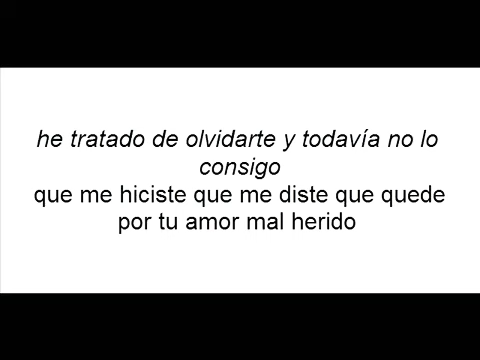 he tratado de olvidarte y todavía no lo
consigo
que me hiciste que me diste que quede
por tu amor mal herido